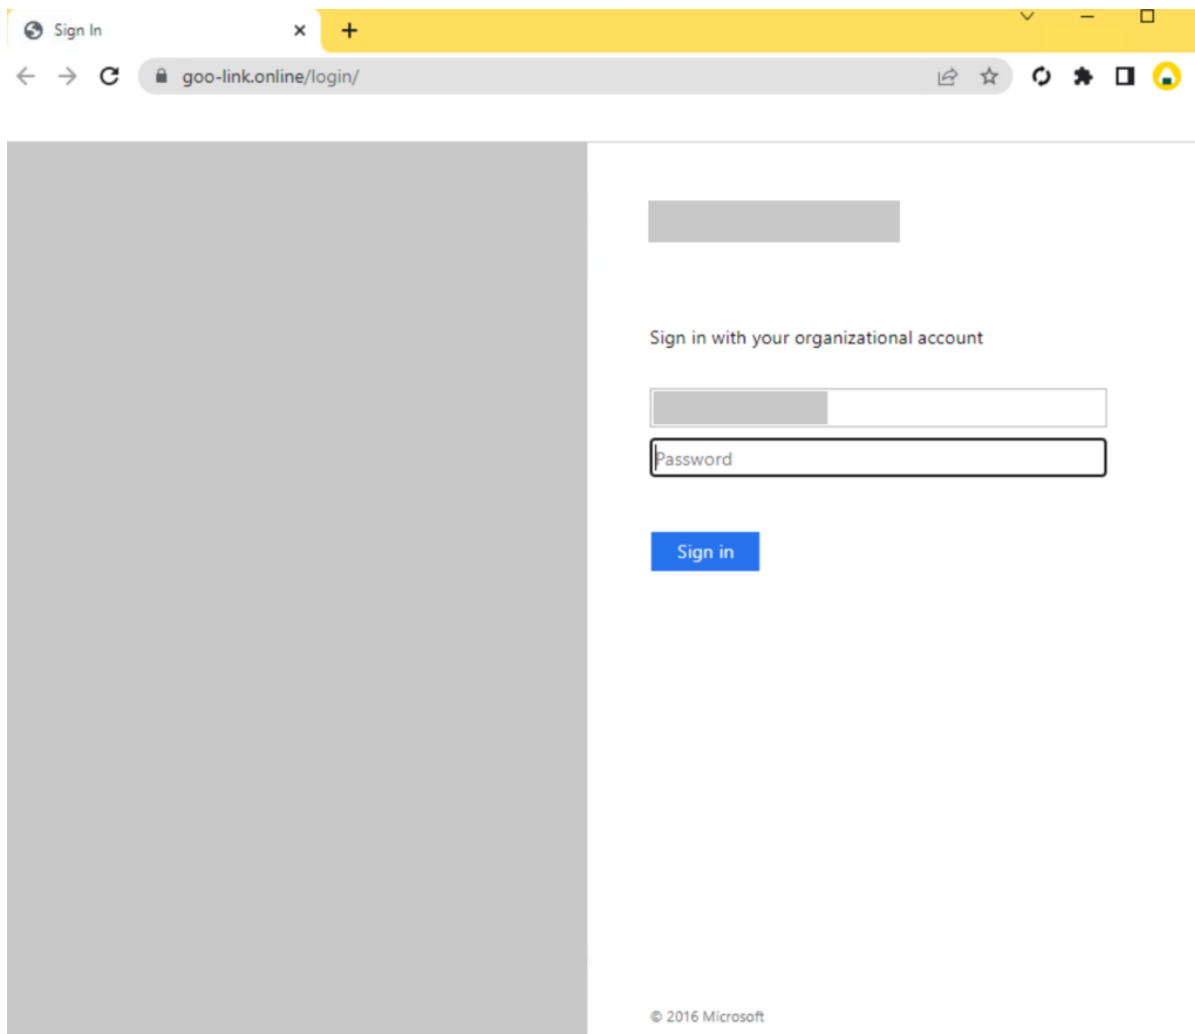 Sign In
goo-link.online/login/
Sign in with your organizational account
Password
Sign in
© 2016 Microsoft